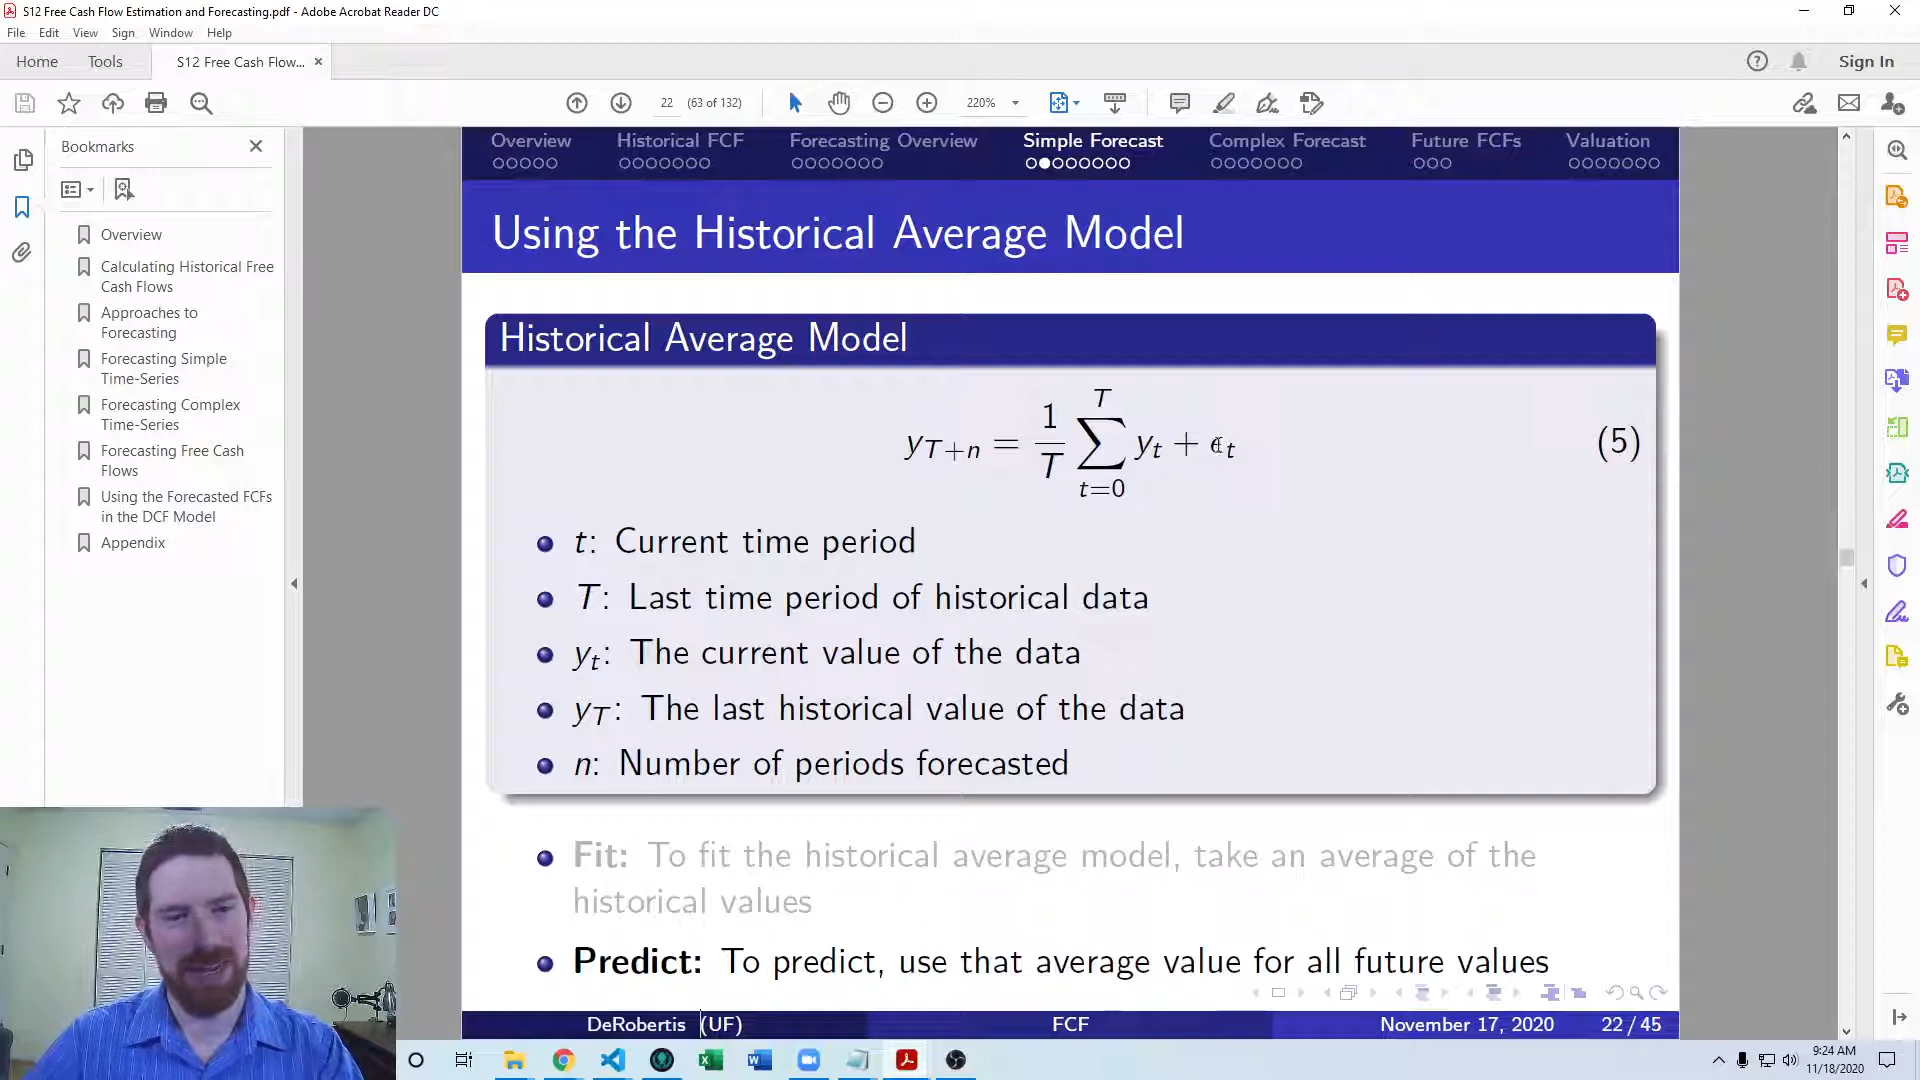 S12 Free Cash Flow Estimation and Forecasting.pdf - Adobe Acrobat Reader DC
File Edit View Sign Window Help
Home Tools S12 Free Cash Flow... × Sign In
22 (63 of 132) 220%
Bookmarks
Overview
Calculating Historical Free
Cash Flows
Approaches to
Forecasting
Forecasting Simple
Time-Series
Forecasting Complex
Time-Series
Forecasting Free Cash
Flows
Using the Forecasted FCFs
in the DCF Model
Appendix
Overview Historical FCF Forecasting Overview Simple Forecast Complex Forecast Future FCFs Valuation
Using the Historical Average Model
Historical Average Model
y_{T+n} = \frac{1}{T} \sum_{t=0}^{T} y_t + ϵ_t (5)
t: Current time period
T: Last time period of historical data
y_t: The current value of the data
y_T: The last historical value of the data
n: Number of periods forecasted
Fit: To fit the historical average model, take an average of the
historical values
Predict: To predict, use that average value for all future values
DeRobertis (UF) FCF November 17, 2020 22 / 45
9:24 AM
11/18/2020